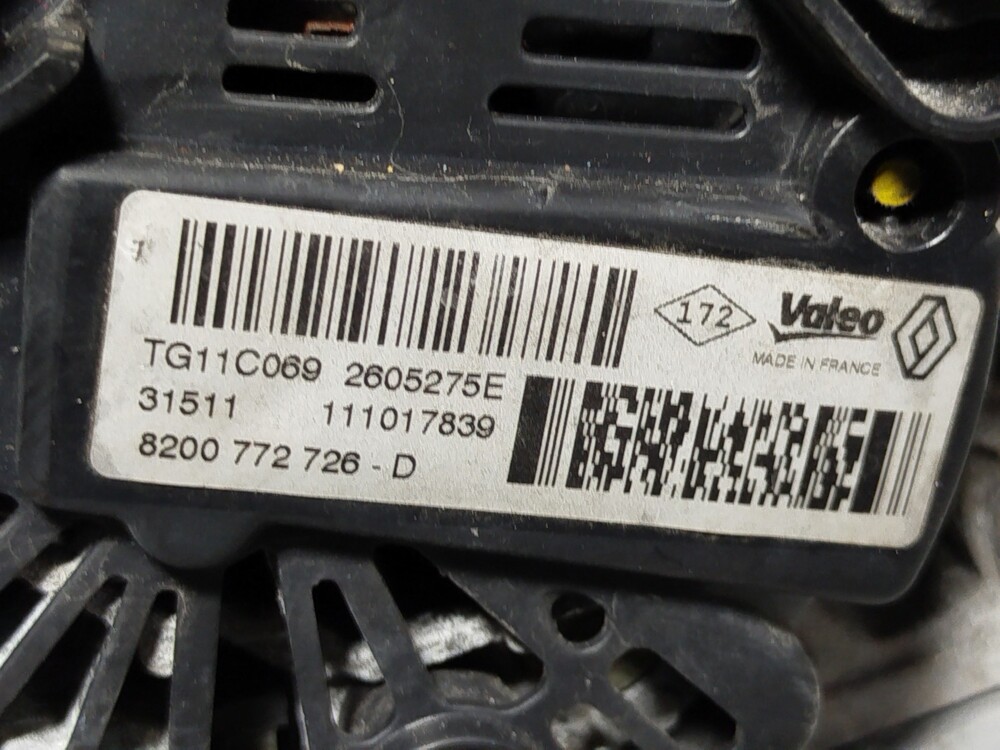 172
Valeo
MADE IN FRANCE
TG11C069 2605275E
31511 111017839
8200 772 726 - D